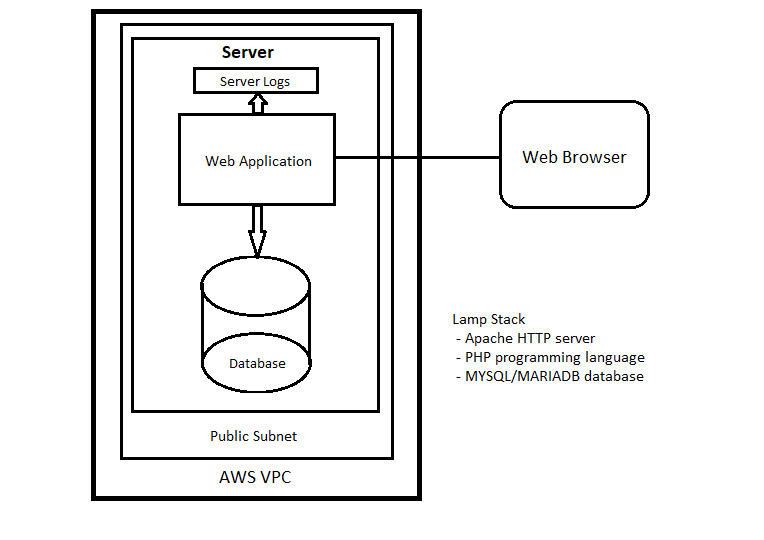 Server
Server Logs
Web Application
Web Browser
Database
Lamp Stack
- Apache HTTP server
- PHP programming language
- MYSQL/MARIADB database
Public Subnet
AWS VPC